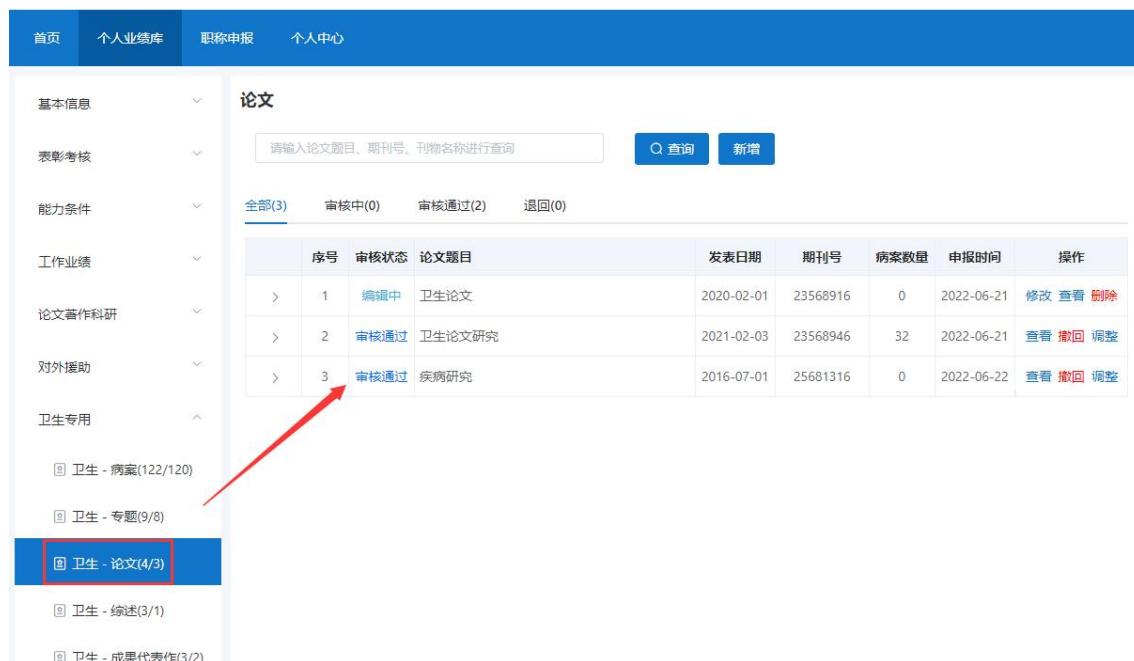 首页 个人业绩库 职称申报 个人中心
基本信息
表彰考核
能力条件
工作业绩
论文著作科研
对外援助
卫生专用
卫生 - 病案(122/120)
卫生 - 专题(9/8)
卫生 - 论文(4/3)
卫生 - 综述(3/1)
卫生 - 成果代表作(3/2)
论文
请输入论文题目、期刊号、刊物名称进行查询 查询 新增
全部(3) 审核中(0) 审核通过(2) 退回(0)
序号 审核状态 论文题目 发表日期 期刊号 病案数量 申报时间 操作
1 编辑中 卫生论文 2020-02-01 23568916 0 2022-06-21 修改 查看 删除
2 审核通过 卫生论文研究 2021-02-03 23568946 32 2022-06-21 查看 撤回 调整
3 审核通过 疾病研究 2016-07-01 25681316 0 2022-06-22 查看 撤回 调整